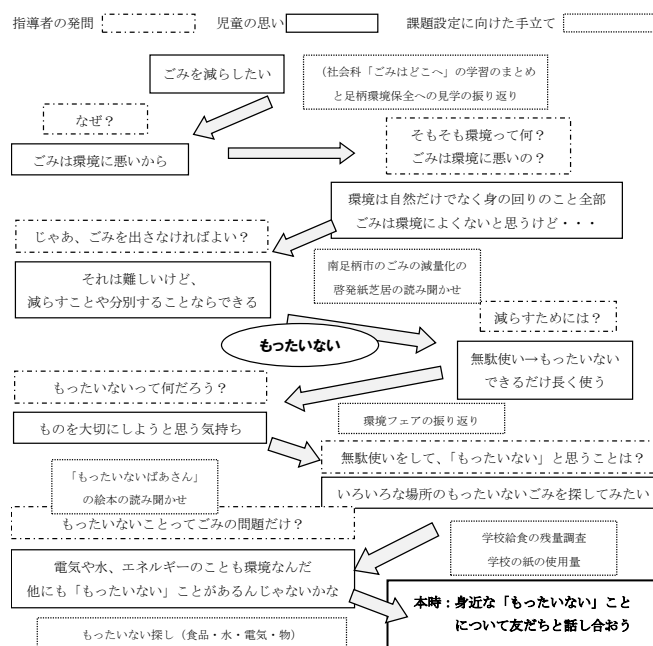 指導者の発問
児童の思い
課題設定に向けた手立て
ごみを減らしたい
(社会科「ごみはどこへ」の学習のまとめ
と足柄環境保全への見学の振り返り
なぜ？
そもそも環境って何？
ごみは環境に悪いの？
ごみは環境に悪いから
環境は自然だけでなく身の回りのこと全部
ごみは環境によくないと思うけど・・・
じゃあ、ごみを出さなければよい？
それは難しいけど、
減らすことや分別することならできる
南足柄市のごみの減量化の
啓発紙芝居の読み聞かせ
減らすためには？
もったいない
無駄使い→もったいない
できるだけ長く使う
もったいないって何だろう？
ものを大切にしようと思う気持ち
環境フェアの振り返り
無駄使いをして、「もったいない」と思うことは？
「もったいないばあさん」
の絵本の読み聞かせ
いろいろな場所のもったいないごみを探してみたい
もったいないことってごみの問題だけ？
学校給食の残量調査
学校の紙の使用量
電気や水、エネルギーのことも環境なんだ
他にも「もったいない」ことがあるんじゃないかな
本時：身近な「もったいない」こと
について友だちと話し合おう
もったいない探し（食品・水・電気・物）